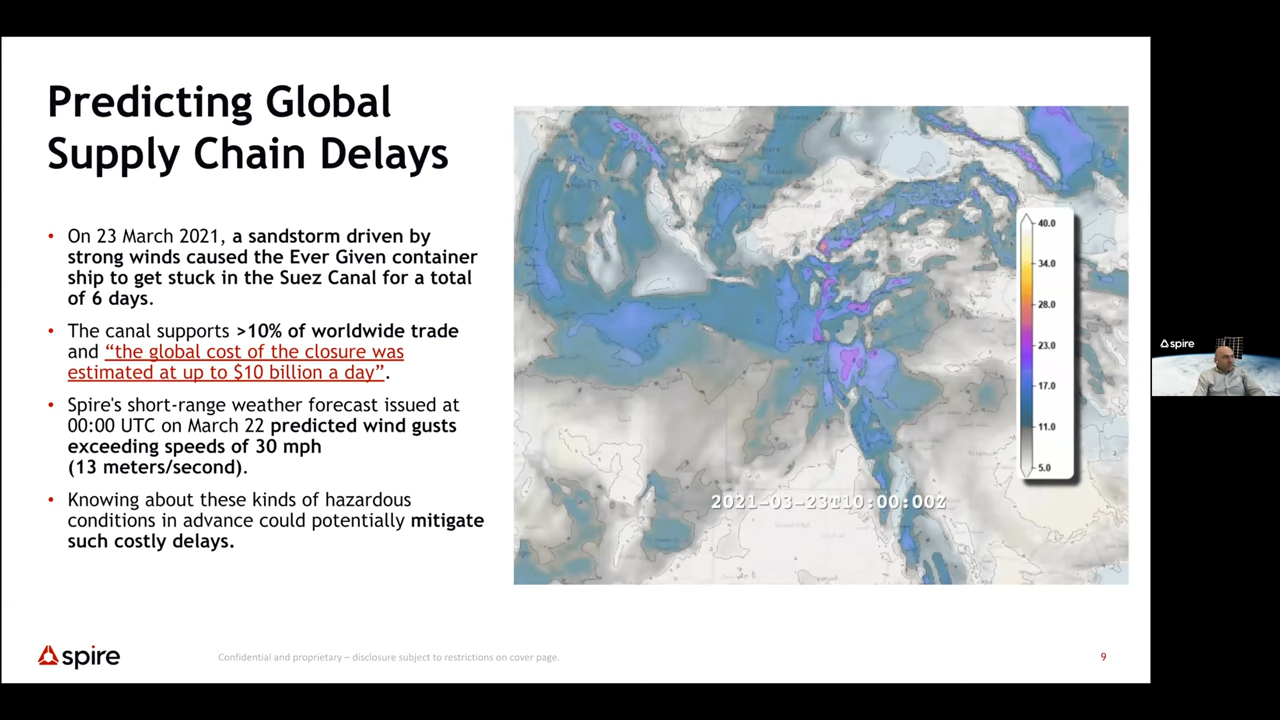 Predicting Global
Supply Chain Delays
• On 23 March 2021, a sandstorm driven by
strong winds caused the Ever Given container
ship to get stuck in the Suez Canal for a total
of 6 days.
• The canal supports >10% of worldwide trade
and “the global cost of the closure was
estimated at up to $10 billion a day”.
• Spire's short-range weather forecast issued at
00:00 UTC on March 22 predicted wind gusts
exceeding speeds of 30 mph
(13 meters/second).
• Knowing about these kinds of hazardous
conditions in advance could potentially mitigate
such costly delays.
40.0
34.0
28.0
23.0
17.0
11.0
5.0
2021-03-23T10:00:00Z
spire
spire
Confidential and proprietary – disclosure subject to restrictions on cover page.
9